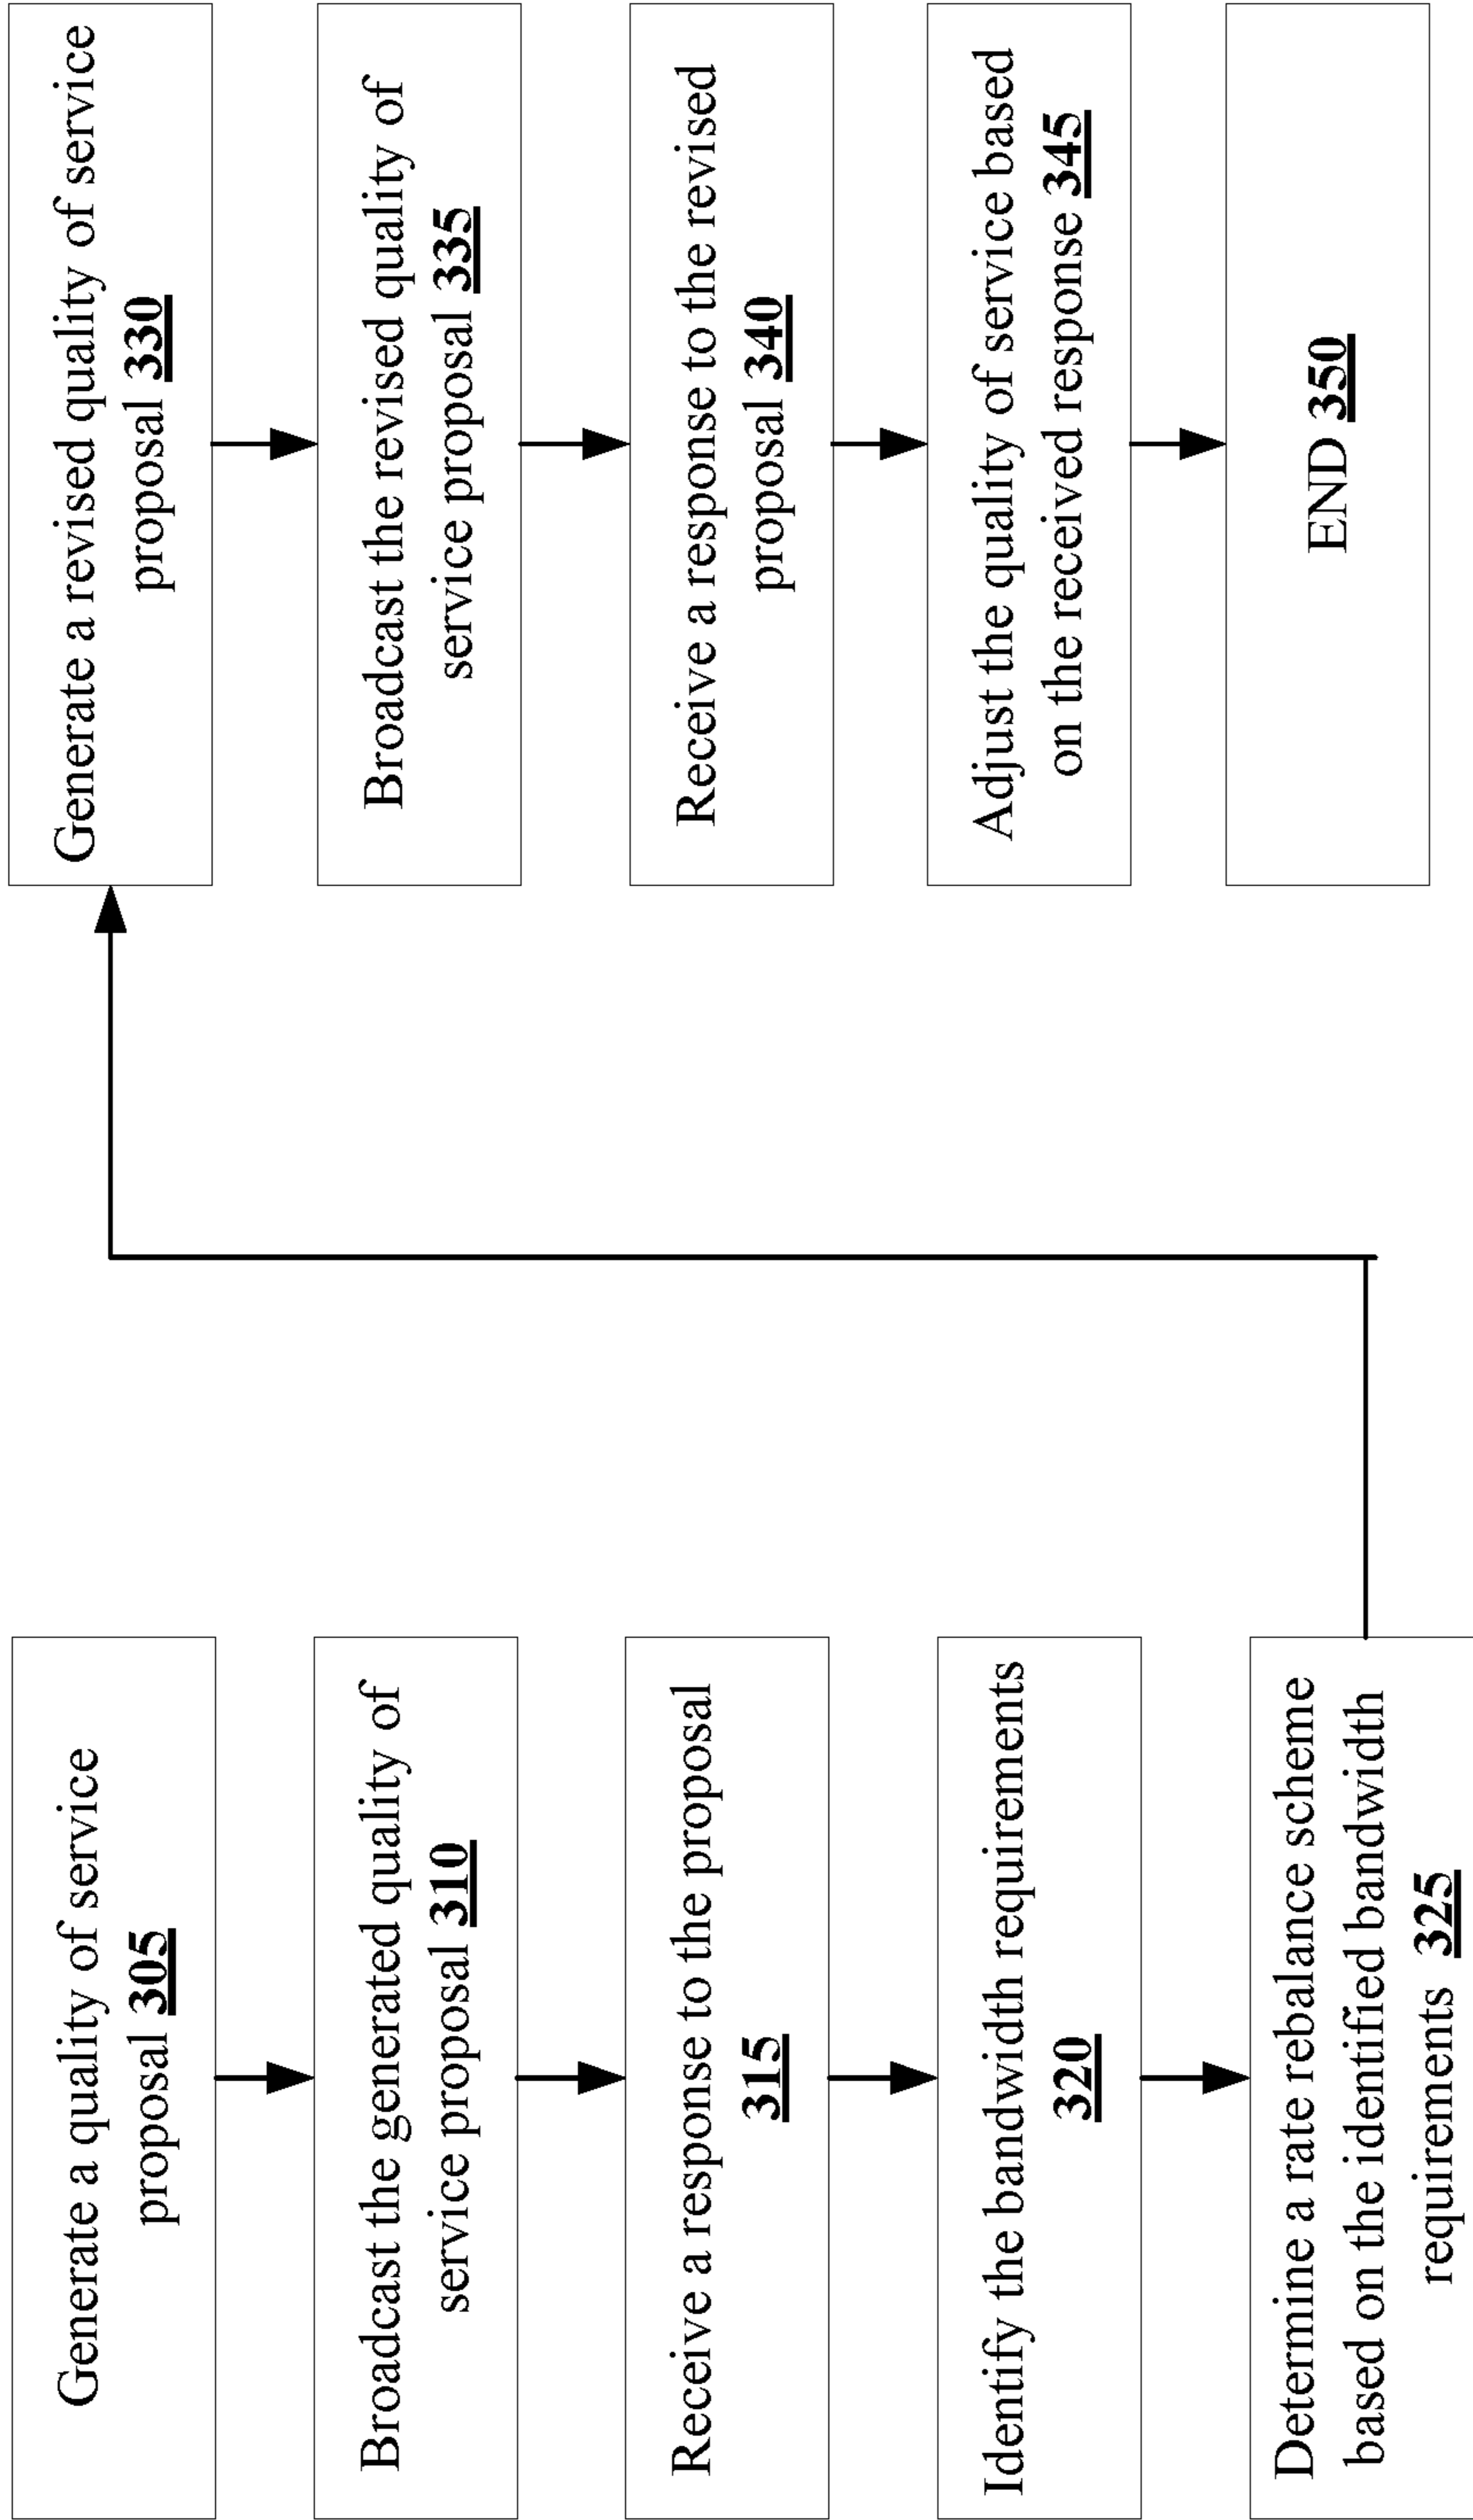 Generate a quality of service
proposal 305
Broadcast the generated quality of
service proposal 310
Receive a response to the proposal
315
Identify the bandwidth requirements
320
Determine a rate rebalance scheme
based on the identified bandwidth
requirements 325
Generate a revised quality of service
proposal 330
Broadcast the revised quality of
service proposal 335
Receive a response to the revised
proposal 340
Adjust the quality of service based
on the received response 345
END 350